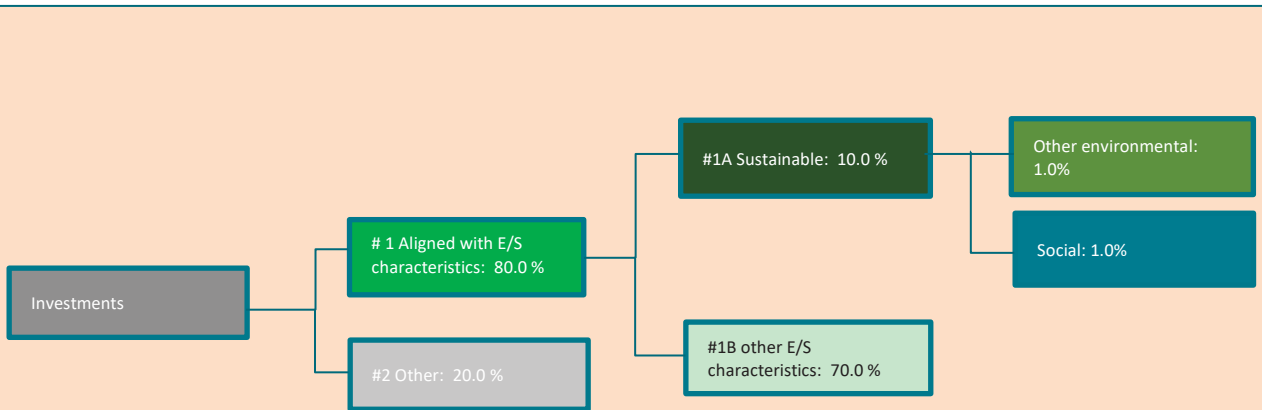 Investments
# 1 Aligned with E/S
characteristics: 80.0 %
#2 Other: 20.0 %
#1A Sustainable: 10.0 %
#1B other E/S
characteristics: 70.0 %
Other environmental:
1.0%
Social: 1.0%